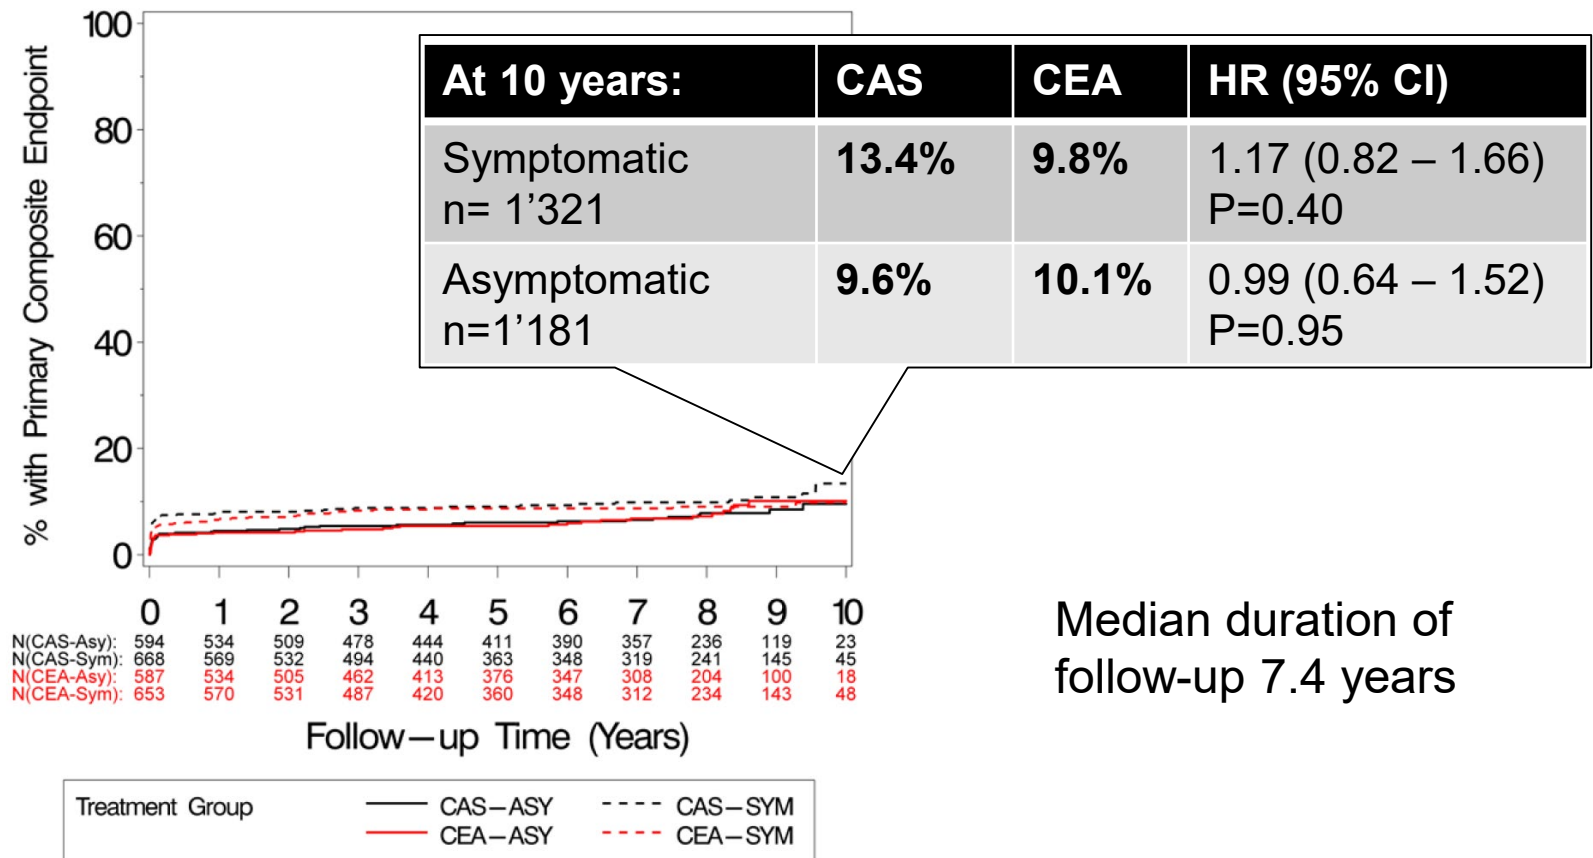 At 10 years: CAS CEA HR (95% CI)
Symptomatic 13.4% 9.8% 1.17 (0.82 – 1.66)
n= 1’321 P=0.40
Asymptomatic 9.6% 10.1% 0.99 (0.64 – 1.52)
n=1’181 P=0.95
% with Primary Composite Endpoint
100
80
60
40
20
0
0 1 2 3 4 5 6 7 8 9 10
N(CAS-Asy): 594 534 509 478 444 411 390 357 236 119 23
N(CAS-Sym): 668 569 532 494 440 363 348 319 241 145 45
N(CEA-Asy): 587 534 505 462 413 376 347 308 204 100 18
N(CEA-Sym): 653 570 531 487 420 360 348 312 234 143 48
Follow–up Time (Years)
Median duration of
follow-up 7.4 years
Treatment Group CAS–ASY CAS–SYM
CEA–ASY CEA–SYM